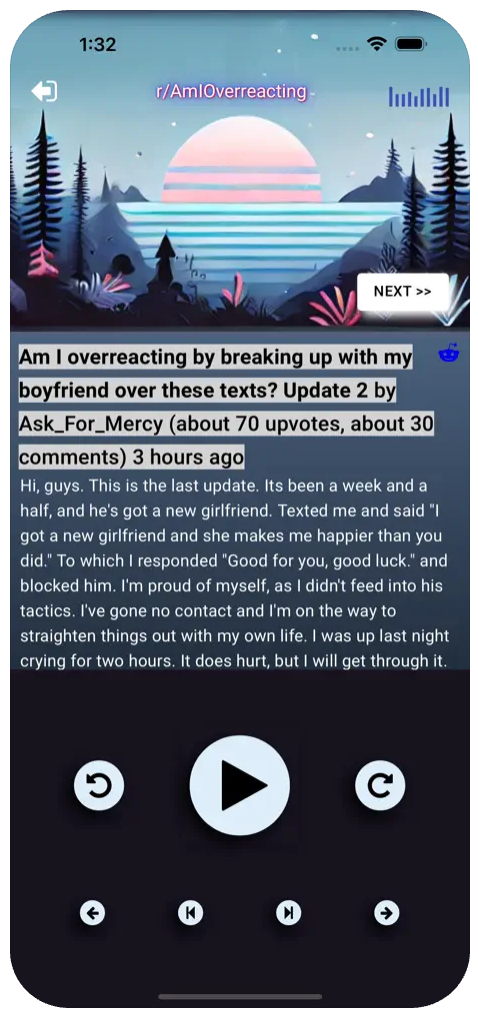 1:32
r/AmIOverreacting
NEXT >>
Am I overreacting by breaking up with my
boyfriend over these texts? Update 2 by
Ask_For_Mercy (about 70 upvotes, about 30
comments) 3 hours ago
Hi, guys. This is the last update. Its been a week and a
half, and he's got a new girlfriend. Texted me and said "I
got a new girlfriend and she makes me happier than you
did." To which I responded "Good for you, good luck." and
blocked him. I'm proud of myself, as I didn't feed into his
tactics. I've gone no contact and I'm on the way to
straighten things out with my own life. I was up last night
crying for two hours. It does hurt, but I will get through it.